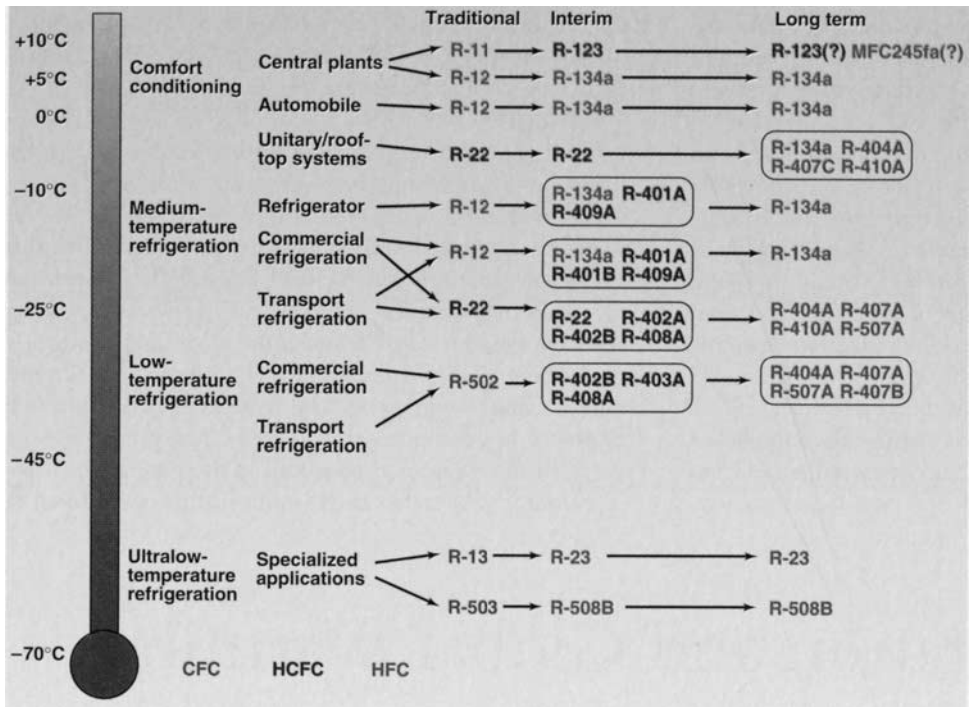 Traditional Interim Long term
+10°C
R-11 R-123 R-123(?) MFC245fa(?)
Comfort
conditioning
Central plants
+5°C
R-12 R-134a R-134a
Automobile
R-12 R-134a R-134a
0°C
Unitary/roof-
top systems
R-22 R-22
R-134a R-404A
R-407C R-410A
–10°C
Medium-
temperature
refrigeration
Refrigerator
R-12
R-134a R-401A
R-409A
R-134a
Commercial
refrigeration
R-12
R-134a R-401A
R-401B R-409A
R-134a
Transport
refrigeration
–25°C
R-22
R-22 R-402A
R-402B R-408A
R-404A R-407A
R-410A R-507A
Low-
temperature
refrigeration
Commercial
refrigeration
R-502
R-402B R-403A
R-408A
R-404A R-407A
R-507A R-407B
Transport
refrigeration
–45°C
Ultralow-
temperature
refrigeration
Specialized
applications
R-13 R-23 R-23
R-503 R-508B R-508B
–70°C
CFC HCFC HFC